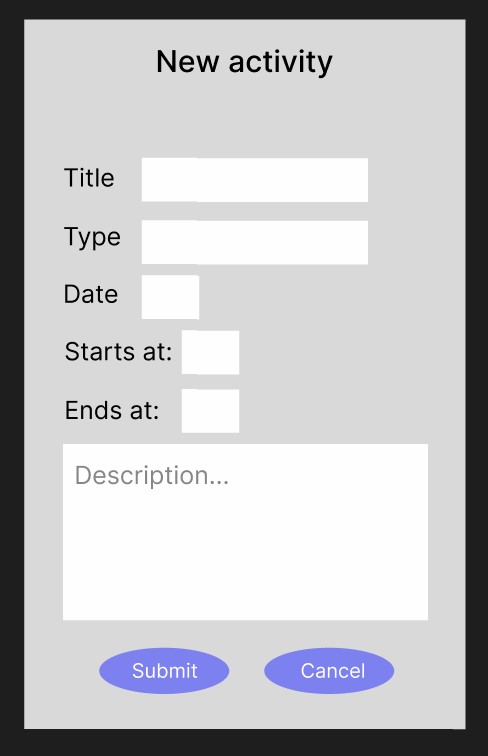 New activity
Title
Type
Date
Starts at:
Ends at:
Description...
Submit
Cancel